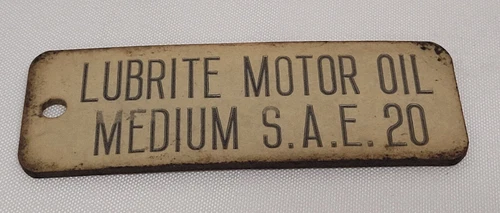 LUBRITE MOTOR OIL
MEDIUM S.A.E. 20